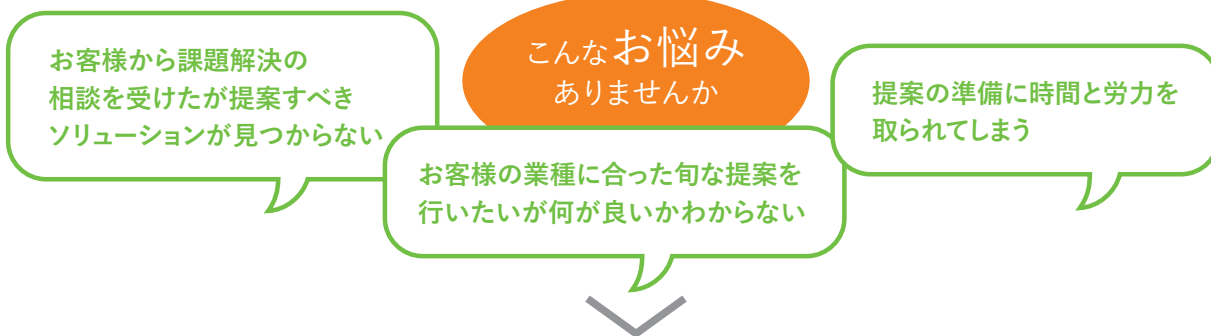 こんなお悩み
ありませんか
お客様から課題解決の
相談を受けたが提案すべき
ソリューションが見つからない
お客様の業種に合った旬な提案を
行いたいが何が良いかわからない
提案の準備に時間と労力を
取られてしまう